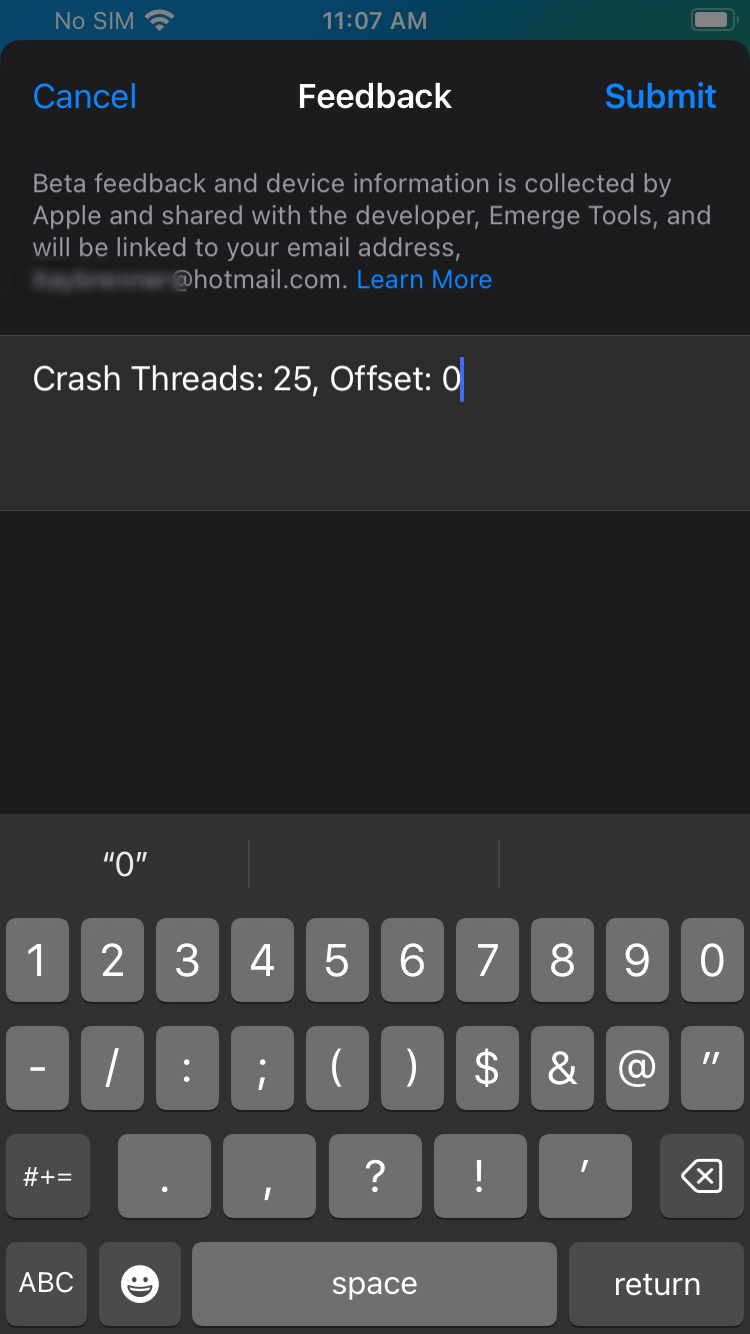 No SIM
11:07 AM
Cancel
Feedback
Submit
Beta feedback and device information is collected by
Apple and shared with the developer, Emerge Tools, and
will be linked to your email address,
@hotmail.com. Learn More
Crash Threads: 25, Offset: 0
“0”
1 2 3 4 5 6 7 8 9 0
- / : ; ( ) $ & @ ”
#+= . , ? ! ’
ABC space return